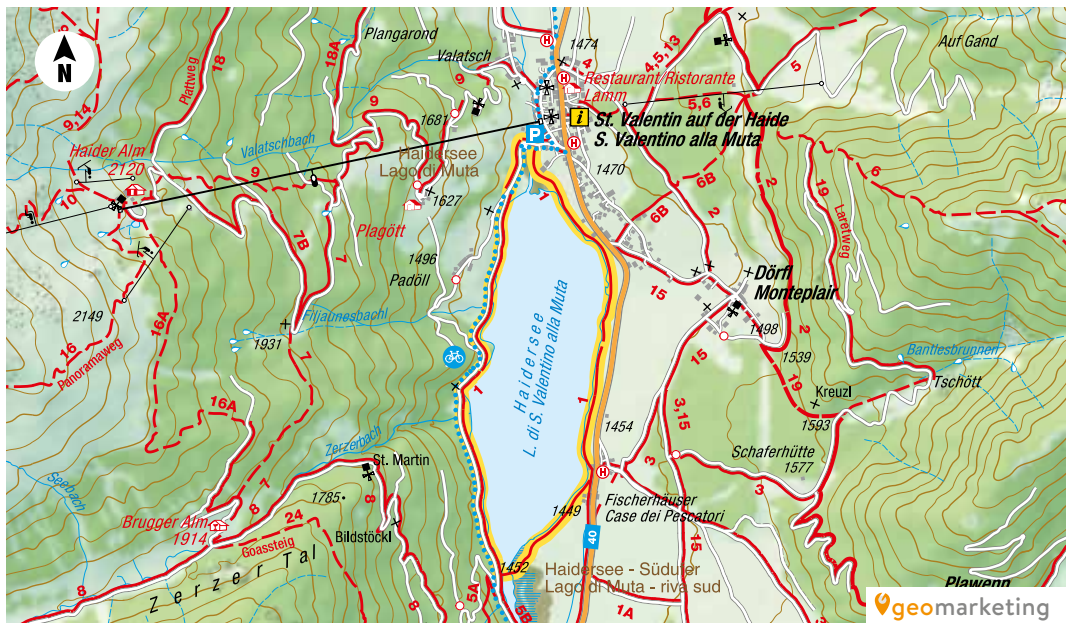 Plangarond
1474
Auf Gand
Valatsch
4,5,13
4
5
18A
18
Plattweg
9
Restaurant/Ristorante
Lamm
5,6
N
9,14
9
1681
P
i
St. Valentin auf der Haide
S. Valentino alla Muta
H
H
H
Valatschbach
Haider Alm
2120
9
Haidersee
Lago di Muta
1470
6B
2
19
6
10
1627
1
6B
2
Laretweg
7B
7
Plagött
1496
Padöll
15
Dörfl
Monteplair
2149
16A
Filjaunesbachl
1931
Haidersee
L. di S. Valentino alla Muta
1498
2
16
Panoramaweg
7
15
1539
Bantlesbrunnen
Tschött
19
Kreuzl
1593
16A
1
1
3,15
1454
Zerzerbach
St. Martin
Schaferhütte
1577
Seebach
7
8
1785
8
H
3
3
Brugger Alm
1914
24
Goassteig
Bildstöckl
1449
Fischerhäuser
Case dei Pescatori
40
15
Zerzer Tal
1452
Haidersee - Südufer
Lago di Muta - riva sud
Plawenn
8
8
5A
5B
1A
3
geomarketing